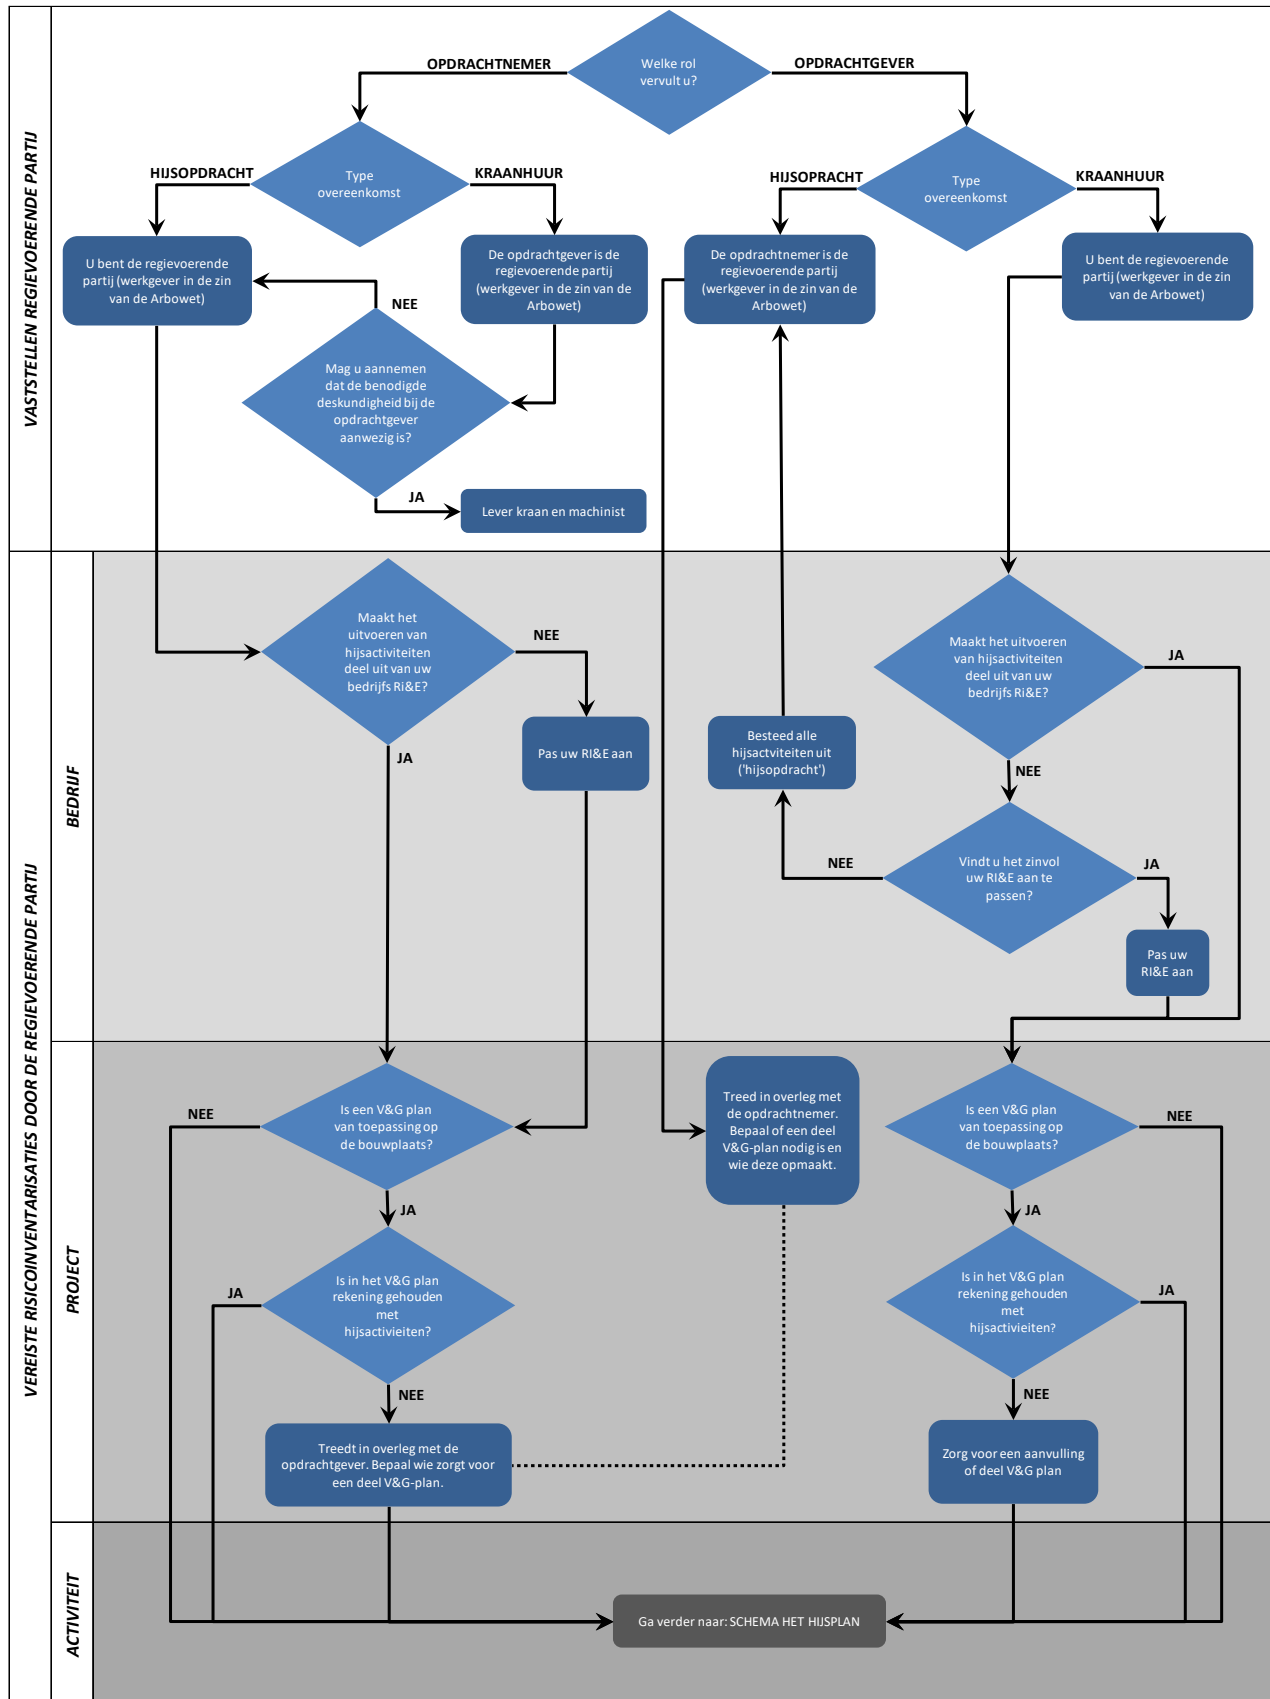 VASTSTELLEN REGIEVOERENDE PARTIJ
OPDRACHTNEMER
Welke rol
vervult u?
OPDRACHTGEVER
HIJSOPDRACHT
Type
overeenkomst
KRAANHUUR
HIJSOPRACHT
Type
overeenkomst
KRAANHUUR
U bent de regievoerende
partij (werkgever in de zin
van de Arbowet)
De opdrachtgever is de
regievoerende partij
(werkgever in de zin van de
Arbowet)
De opdrachtnemer is de
regievoerende partij
(werkgever in de zin van de
Arbowet)
U bent de regievoerende
partij (werkgever in de zin
van de Arbowet)
NEE
Mag u aannemen
dat de benodigde
deskundigheid bij de
opdrachtgever
aanwezig is?
JA
Lever kraan en machinist
VEREISTE RISICOINVENTARISATIES DOOR DE REGIEVOERENDE PARTIJ
BEDRIJF
Maakt het
uitvoeren van
hijsactiviteiten
deel uit van uw
bedrijfs Ri&E?
NEE
JA
Pas uw RI&E aan
Besteed alle
hijsactviteiten uit
('hijsopdracht')
Maakt het uitvoeren
van hijsactiviteiten
deel uit van uw
bedrijfs Ri&E?
JA
NEE
NEE
Vindt u het zinvol
uw RI&E aan te
passen?
JA
Pas uw
RI&E aan
PROJECT
NEE
Is een V&G plan
van toepassing op
de bouwplaats?
JA
Treed in overleg met
de opdrachtnemer.
Bepaal of een deel
V&G-plan nodig is en
wie deze opmaakt.
Is een V&G plan
van toepassing op
de bouwplaats?
NEE
JA
JA
Is in het V&G plan
rekening gehouden
met
hijsactivieiten?
NEE
Is in het V&G plan
rekening gehouden
met
hijsactivieiten?
JA
NEE
Treedt in overleg met de
opdrachtgever. Bepaal wie zorgt voor
een deel V&G-plan.
Zorg voor een aanvulling
of deel V&G plan
ACTIVITEIT
Ga verder naar: SCHEMA HET HIJSPLAN